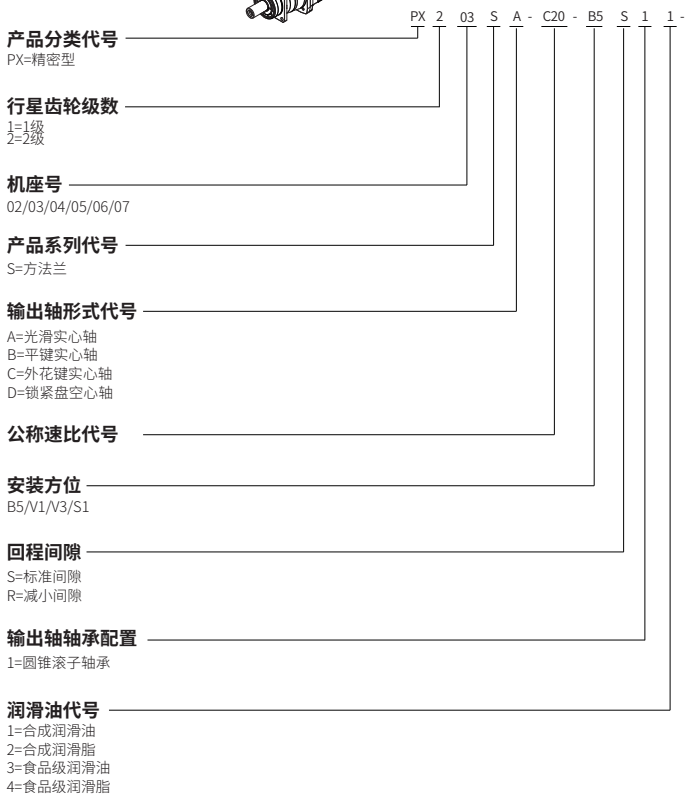 PX 2 03 S A - C20 - B5 S 1 1 -
产品分类代号
PX=精密型
行星齿轮级数
1=1级
2=2级
机座号
02/03/04/05/06/07
产品系列代号
S=方法兰
输出轴形式代号
A=光滑实心轴
B=平键实心轴
C=外花键实心轴
D=锁紧盘空心轴
公称速比代号
安装方位
B5/V1/V3/S1
回程间隙
S=标准间隙
R=减小间隙
输出轴轴承配置
1=圆锥滚子轴承
润滑油代号
1=合成润滑油
2=合成润滑脂
3=食品级润滑油
4=食品级润滑脂